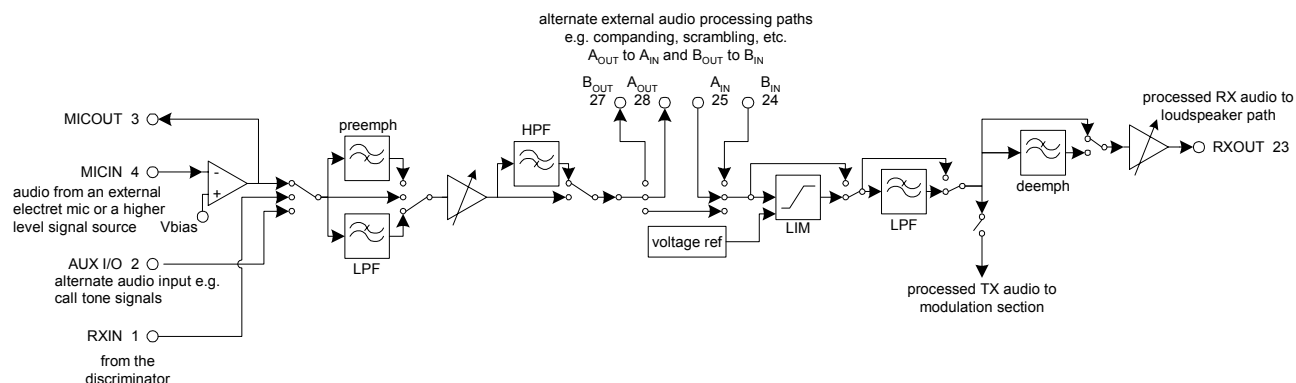 alternate external audio processing paths
e.g. companding, scrambling, etc.
AOUT to AIN and BOUT to BIN
BOUT AOUT AIN BIN
27 28 25 24
MICOUT 3
preemph
HPF
processed RX audio to
loudspeaker path
MICIN 4
RXOUT 23
audio from an external
electret mic or a higher
level signal source
-
+
Vbias
LPF
voltage ref
LIM
LPF
deemph
AUX I/O 2
alternate audio input e.g.
call tone signals
processed TX audio to
modulation section
RXIN 1
from the
discriminator